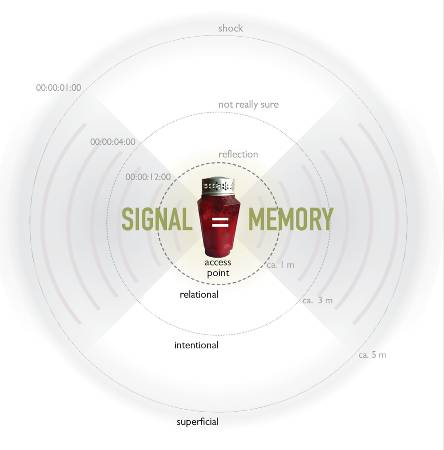 shock
00:00:01:00
not really sure
00:00:04:00
reflection
00:00:12:00
SIGNAL = MEMORY
access
point
ca. 1 m
relational
ca. 3 m
intentional
ca. 5 m
superficial